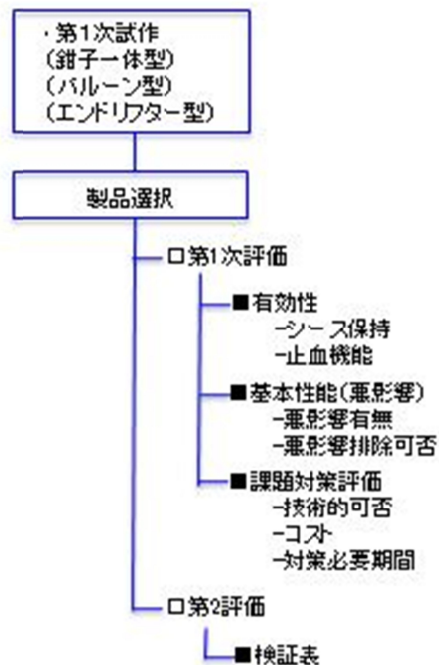 ・第1次試作
(鉗子一体型)
(バルーン型)
(エンドリフター型)
製品選択
□第1次評価
■有効性
-シース保持
-止血機能
■基本性能(悪影響)
-悪影響有無
-悪影響排除可否
■課題対策評価
-技術的可否
-コスト
-対策必要期間
□第2評価
■検証表